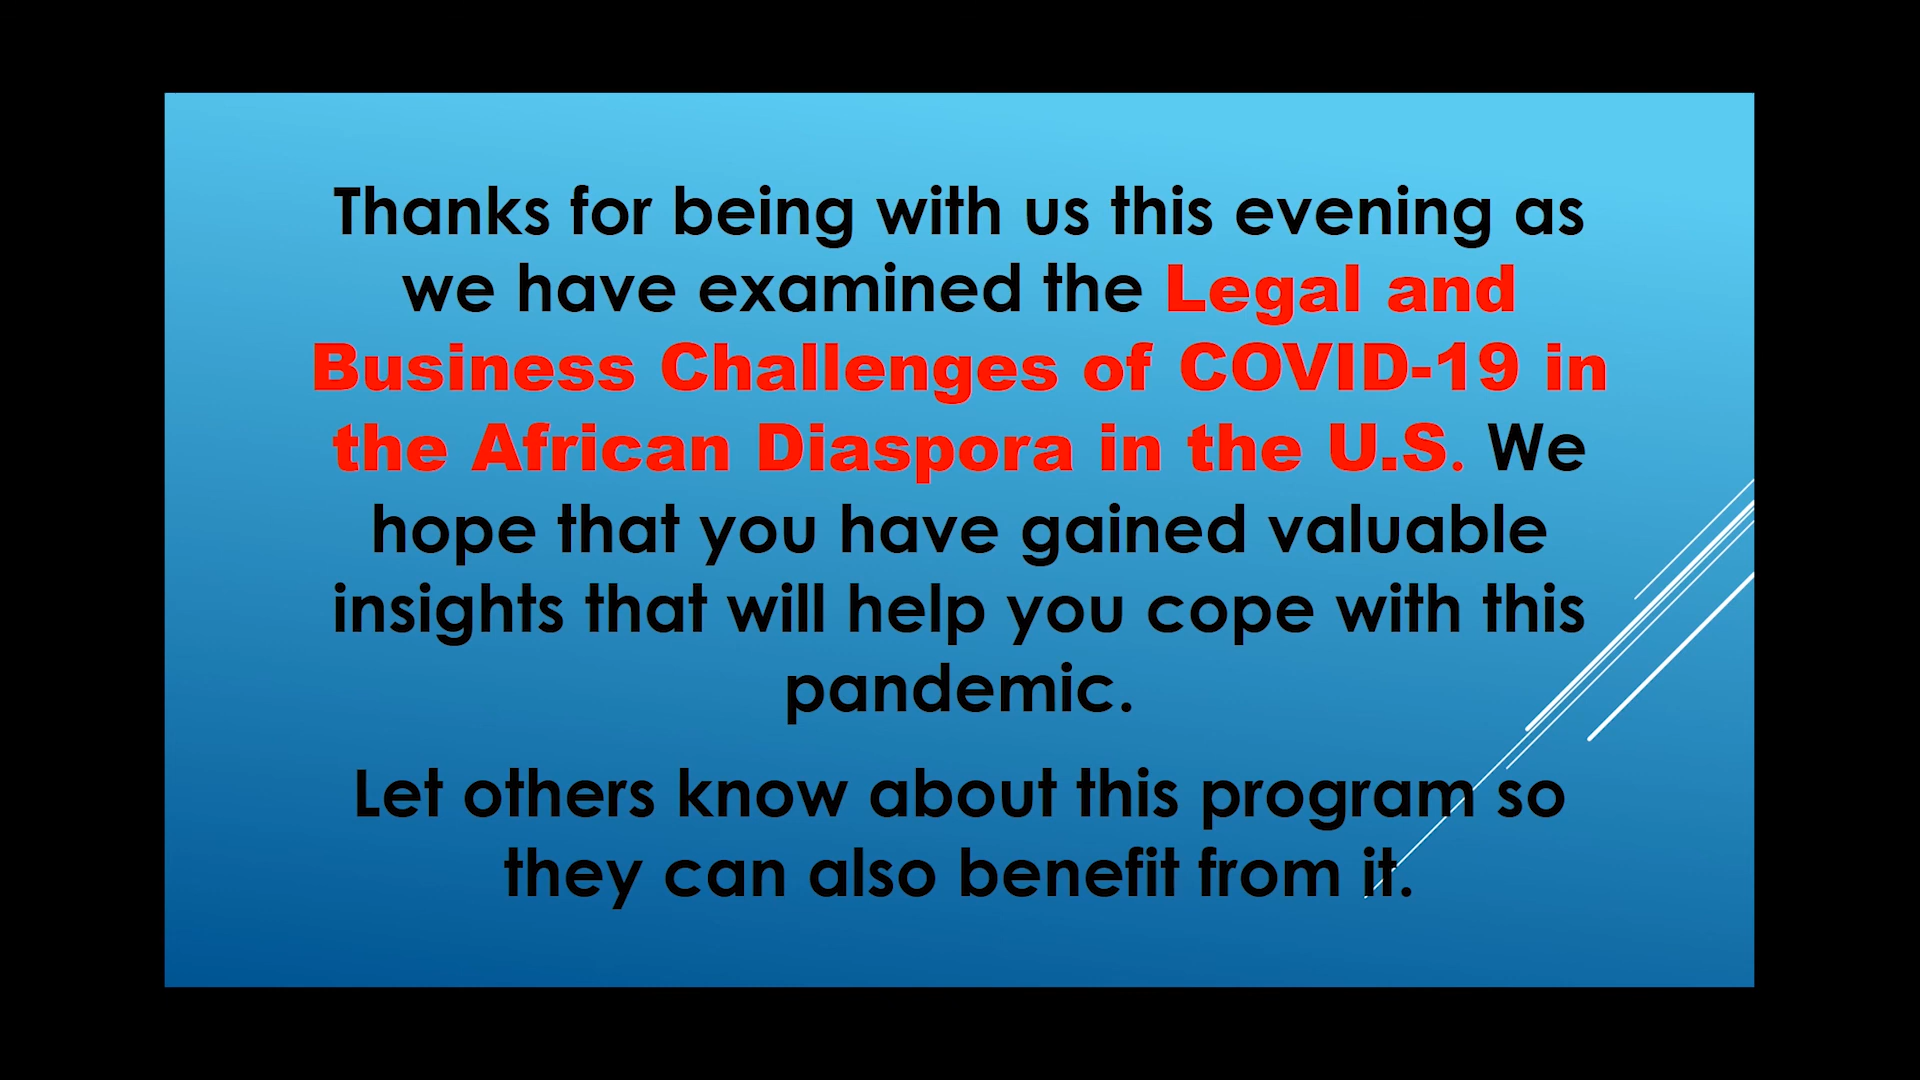 Thanks for being with us this evening as
we have examined the Legal and
Business Challenges of COVID-19 in
the African Diaspora in the U.S. We
hope that you have gained valuable
insights that will help you cope with this
pandemic.
Let others know about this program so
they can also benefit from it.